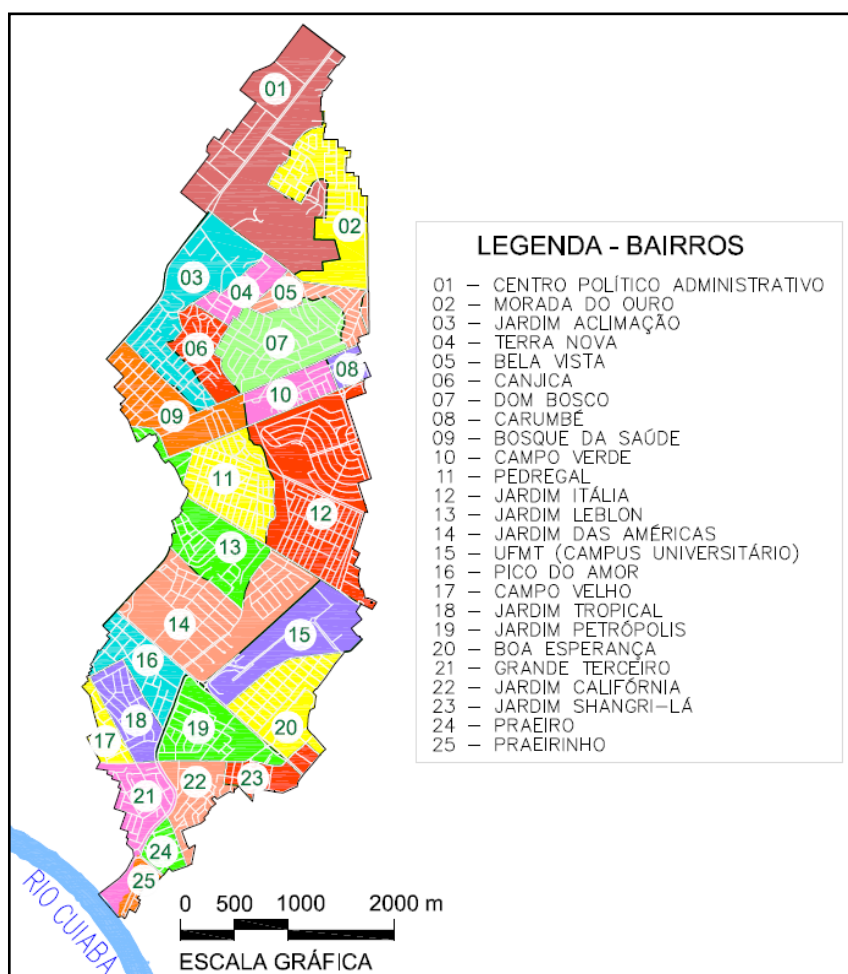 01
02
03
04
05
06
07
08
09
10
11
12
13
14
15
16
17
18
19
20
21
22
23
24
25
RIO CUIABA
0 500 1000 2000 m
ESCALA GRÁFICA
LEGENDA - BAIRROS
01 – CENTRO POLÍTICO ADMINISTRATIVO
02 – MORADA DO OURO
03 – JARDIM ACLIMAÇÃO
04 – TERRA NOVA
05 – BELA VISTA
06 – CANJICA
07 – DOM BOSCO
08 – CARUMBÉ
09 – BOSQUE DA SAÚDE
10 – CAMPO VERDE
11 – PEDREGAL
12 – JARDIM ITÁLIA
13 – JARDIM LEBLON
14 – JARDIM DAS AMÉRICAS
15 – UFMT (CAMPUS UNIVERSITÁRIO)
16 – PICO DO AMOR
17 – CAMPO VELHO
18 – JARDIM TROPICAL
19 – JARDIM PETRÓPOLIS
20 – BOA ESPERANÇA
21 – GRANDE TERCEIRO
22 – JARDIM CALIFÓRNIA
23 – JARDIM SHANGRI-LÁ
24 – PRAEIRO
25 – PRAEIRINHO